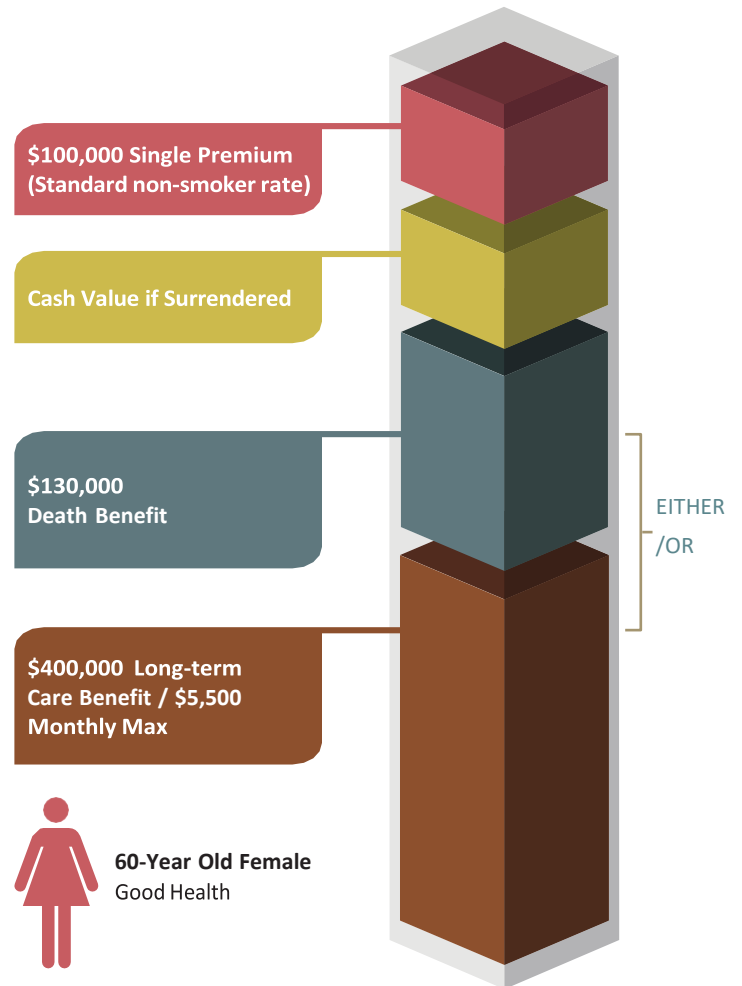 $100,000 Single Premium
(Standard non-smoker rate)
Cash Value if Surrendered
$130,000
Death Benefit
EITHER
/OR
$400,000 Long-term
Care Benefit / $5,500
Monthly Max
60-Year Old Female
Good Health